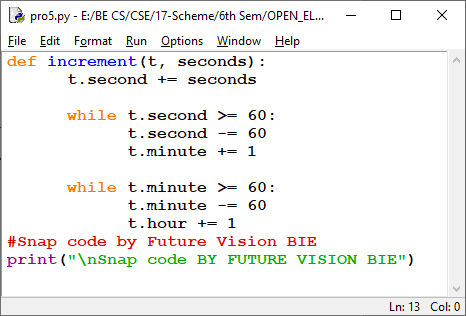 pro5.py - E:/BE CS/CSE/17-Scheme/6th Sem/OPEN_EL...
File Edit Format Run Options Window Help
def increment(t, seconds):
      t.second += seconds

      while t.second >= 60:
            t.second -= 60
            t.minute += 1

      while t.minute >= 60:
            t.minute -= 60
            t.hour += 1
#Snap code by Future Vision BIE
print("\nSnap code BY FUTURE VISION BIE")
Ln: 13 Col: 0